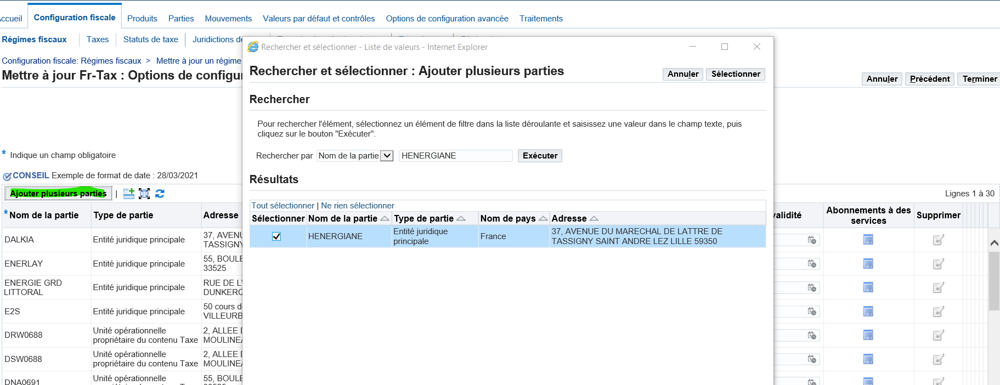 ccueil Configuration fiscale Produits Parties Mouvements Valeurs par défaut et contrôles Options de configuration avancée Traitements
Régimes fiscaux Taxes Statuts de taxe Juridictions de
Configuration fiscale: Régimes fiscaux > Mettre à jour un régime
Mettre à jour Fr-Tax : Options de configur
Annuler Précédent Terminer
* Indique un champ obligatoire
CONSEIL Exemple de format de date : 28/03/2021
Ajouter plusieurs parties |
Lignes 1 à 30
* Nom de la partie Type de partie Adresse validité Abonnements à des services Supprimer
DALKIA Entité juridique principale 37, AVENU
TASSIGNY
ENERLAY Entité juridique principale 55, BOULE
33525
ENERGIE GRD LITTORAL Entité juridique principale RUE DE L'
DUNKERQ
E2S Entité juridique principale 50 cours d
VILLEURB
DRW0688 Unité opérationnelle propriétaire du contenu Taxe 2, ALLEE D
MOULINEA
DSW0688 Unité opérationnelle propriétaire du contenu Taxe 2, ALLEE D
MOULINEA
DNA0691 Unité opérationnelle 55, BOULE
Rechercher et sélectionner - Liste de valeurs - Internet Explorer
Rechercher et sélectionner : Ajouter plusieurs parties
Annuler Sélectionner
Rechercher
Pour rechercher l'élément, sélectionnez un élément de filtre dans la liste déroulante et saisissez une valeur dans le champ texte, puis
cliquez sur le bouton "Exécuter".
Rechercher par Nom de la partie HENERGIANE Exécuter
Résultats
Tout sélectionner | Ne rien sélectionner
Sélectionner Nom de la partie Type de partie Nom de pays Adresse
HENERGIANE Entité juridique principale France 37, AVENUE DU MARECHAL DE LATTRE DE
TASSIGNY SAINT ANDRE LEZ LILLE 59350